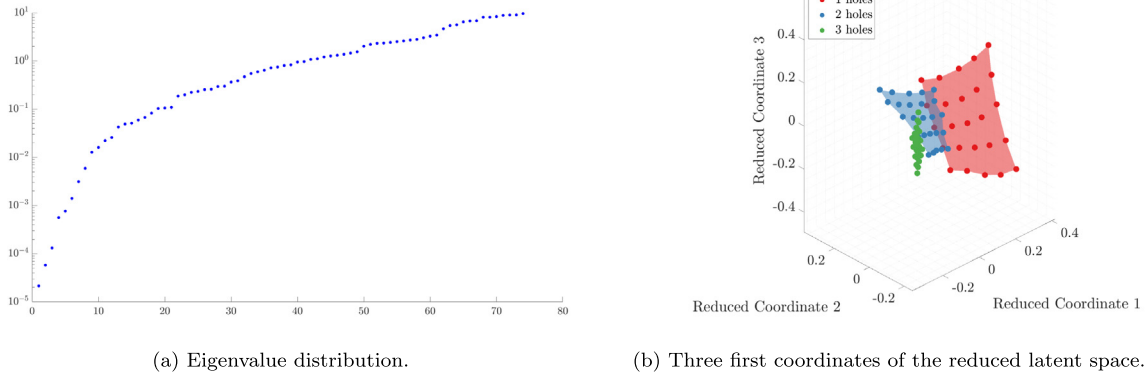 10^1
10^0
10^-1
10^-2
10^-3
10^-4
10^-5
0 10 20 30 40 50 60 70 80
(a) Eigenvalue distribution.
1 holes
2 holes
3 holes
Reduced Coordinate 3
0.4
0.2
0
-0.2
-0.4
0.2
0
-0.2
Reduced Coordinate 2
-0.2
0
0.2
0.4
Reduced Coordinate 1
(b) Three first coordinates of the reduced latent space.